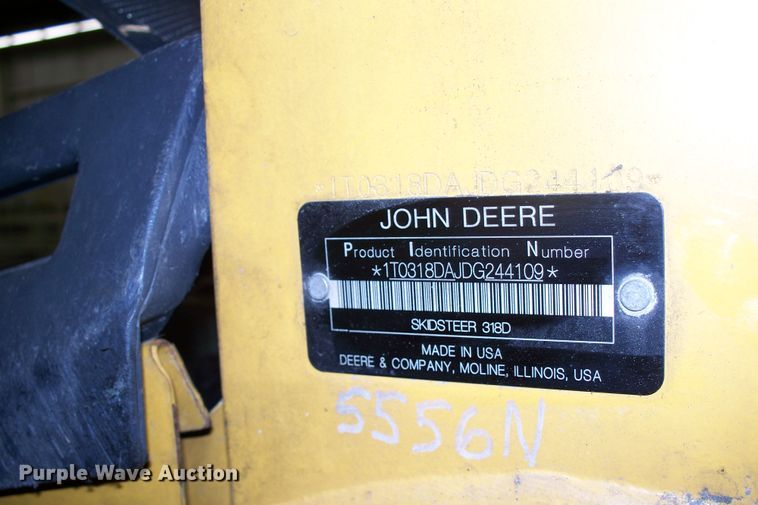 *1T0318DAJDG244109*
JOHN DEERE
Product Identification Number
*1T0318DAJDG244109*
SKIDSTEER 318D
MADE IN USA
DEERE & COMPANY, MOLINE, ILLINOIS, USA
5556N
Purple Wave Auction